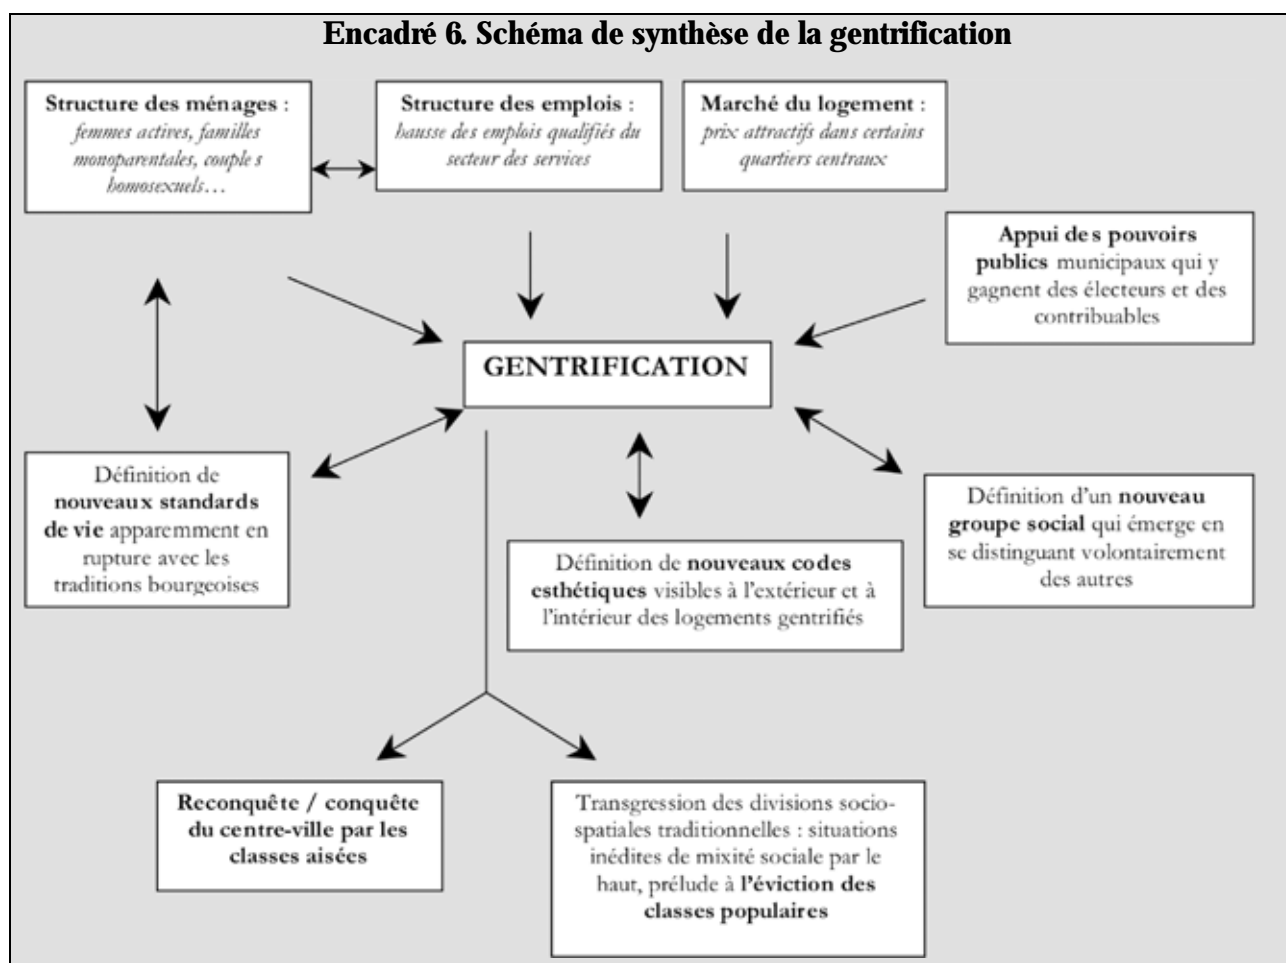 Encadré 6. Schéma de synthèse de la gentrification
Structure des ménages :
femmes actives, familles
monoparentales, couple s
homosexuels…
Structure des emplois :
hausse des emplois qualifiés du
secteur des services
Marché du logement :
prix attractifs dans certains
quartiers centraux
Appui des pouvoirs
publics municipaux qui y
gagnent des électeurs et des
contribuables
GENTRIFICATION
Définition de
nouveaux standards
de vie apparemment en
rupture avec les
traditions bourgeoises
Définition de nouveaux codes
esthétiques visibles à l'extérieur et à
l'intérieur des logements gentrifiés
Définition d'un nouveau
groupe social qui émerge en
se distinguant volontairement
des autres
Reconquête / conquête
du centre-ville par les
classes aisées
Transgression des divisions socio-
spatiales traditionnelles : situations
inédites de mixité sociale par le
haut, prélude à l'éviction des
classes populaires